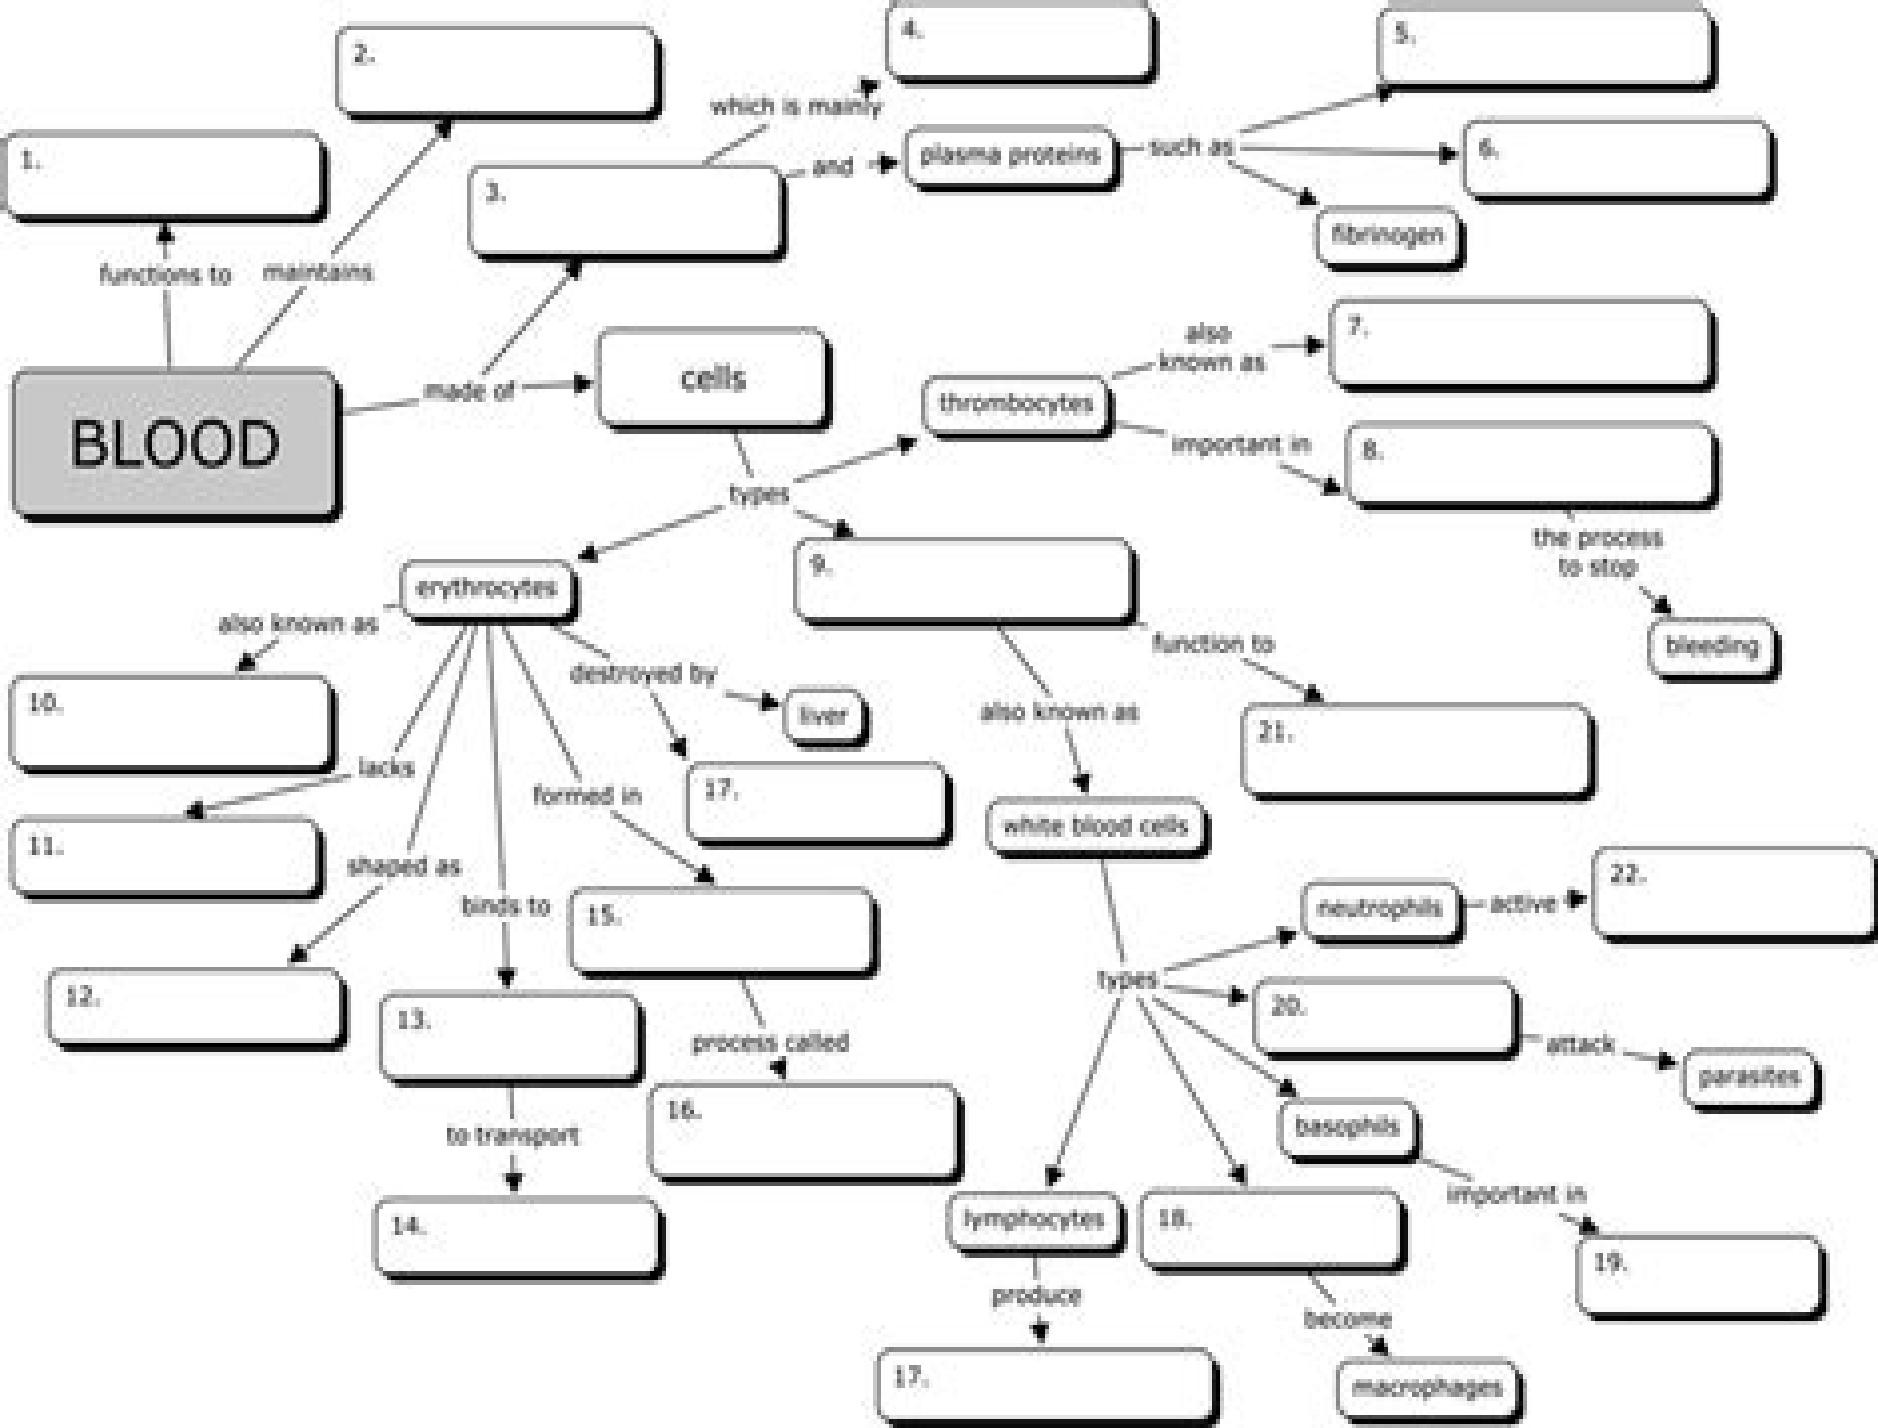 4.
5.
2.
which is mainly
1.
3.
and
plasma proteins
such as
6.
fibrinogen
functions to
maintains
also
known as
7.
made of
cells
thrombocytes
BLOOD
important in
8.
types
the process
to stop
erythrocytes
9.
bleeding
also known as
destroyed by
function to
10.
liver
also known as
21.
lacks
formed in
17.
white blood cells
11.
shaped as
22.
binds to
15.
neutrophils
active
types
12.
13.
20.
process called
attack
parasites
16.
basophils
to transport
important in
14.
lymphocytes
18.
19.
produce
become
17.
macrophages